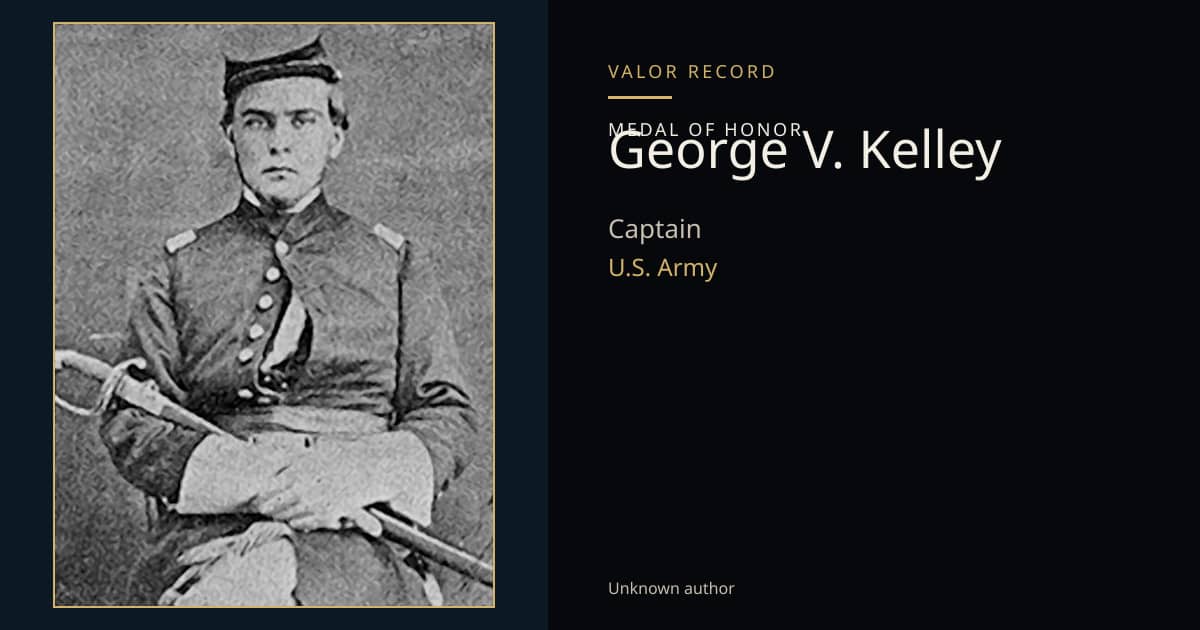 VALOR RECORD
MEDAL OF HONOR
George V. Kelley
Captain
U.S. Army
Unknown author